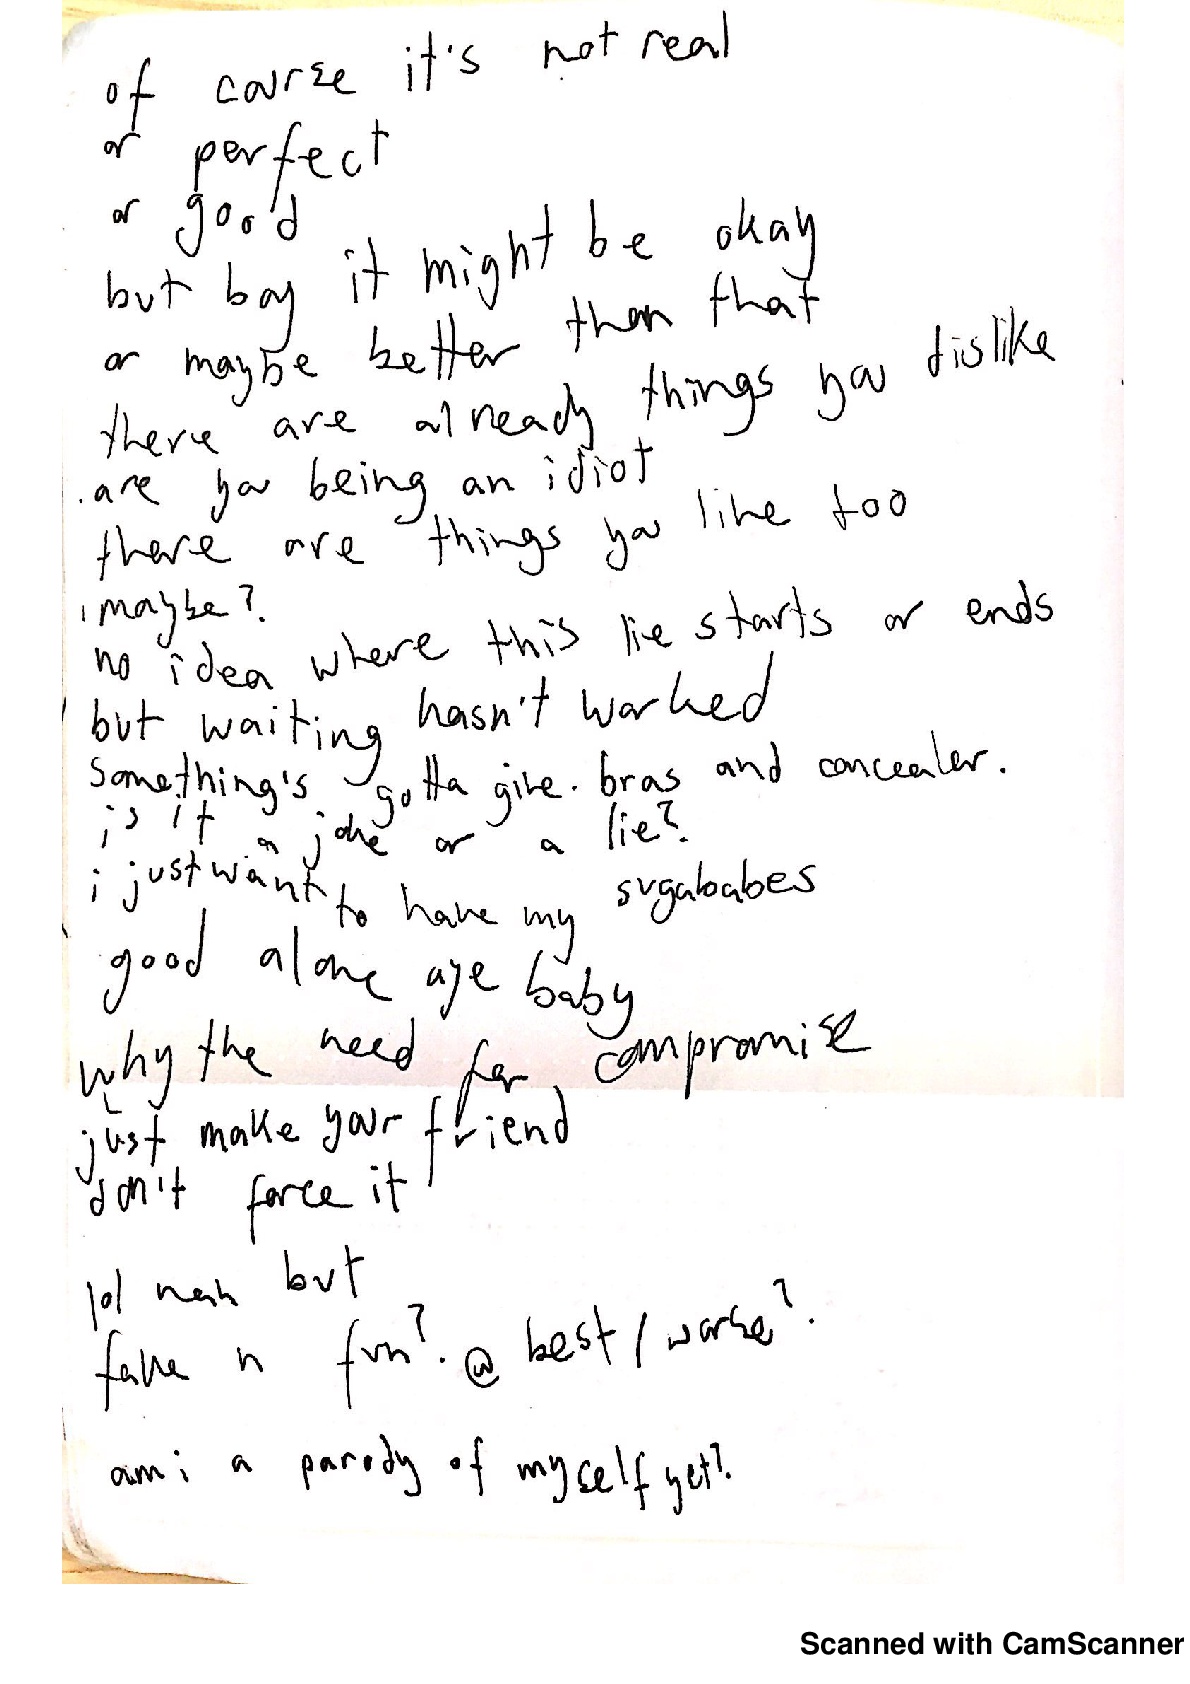 of course it's not real
or perfect
or good
but boy it might be okay
or maybe better than that
there are already things you dislike
are you being an idiot
there are things you like too
maybe?
no idea where this lie starts or ends
but waiting hasn't worked
something's gotta give. bras and concealer.
is it a joke or a lie?
i just want to have my sugababes
good alone aye baby
why the need for compromise
just make your friend
don't force it
lol nah but
fake n fun? @ best / worse?
am i a parody of myself yet?
Scanned with CamScanner